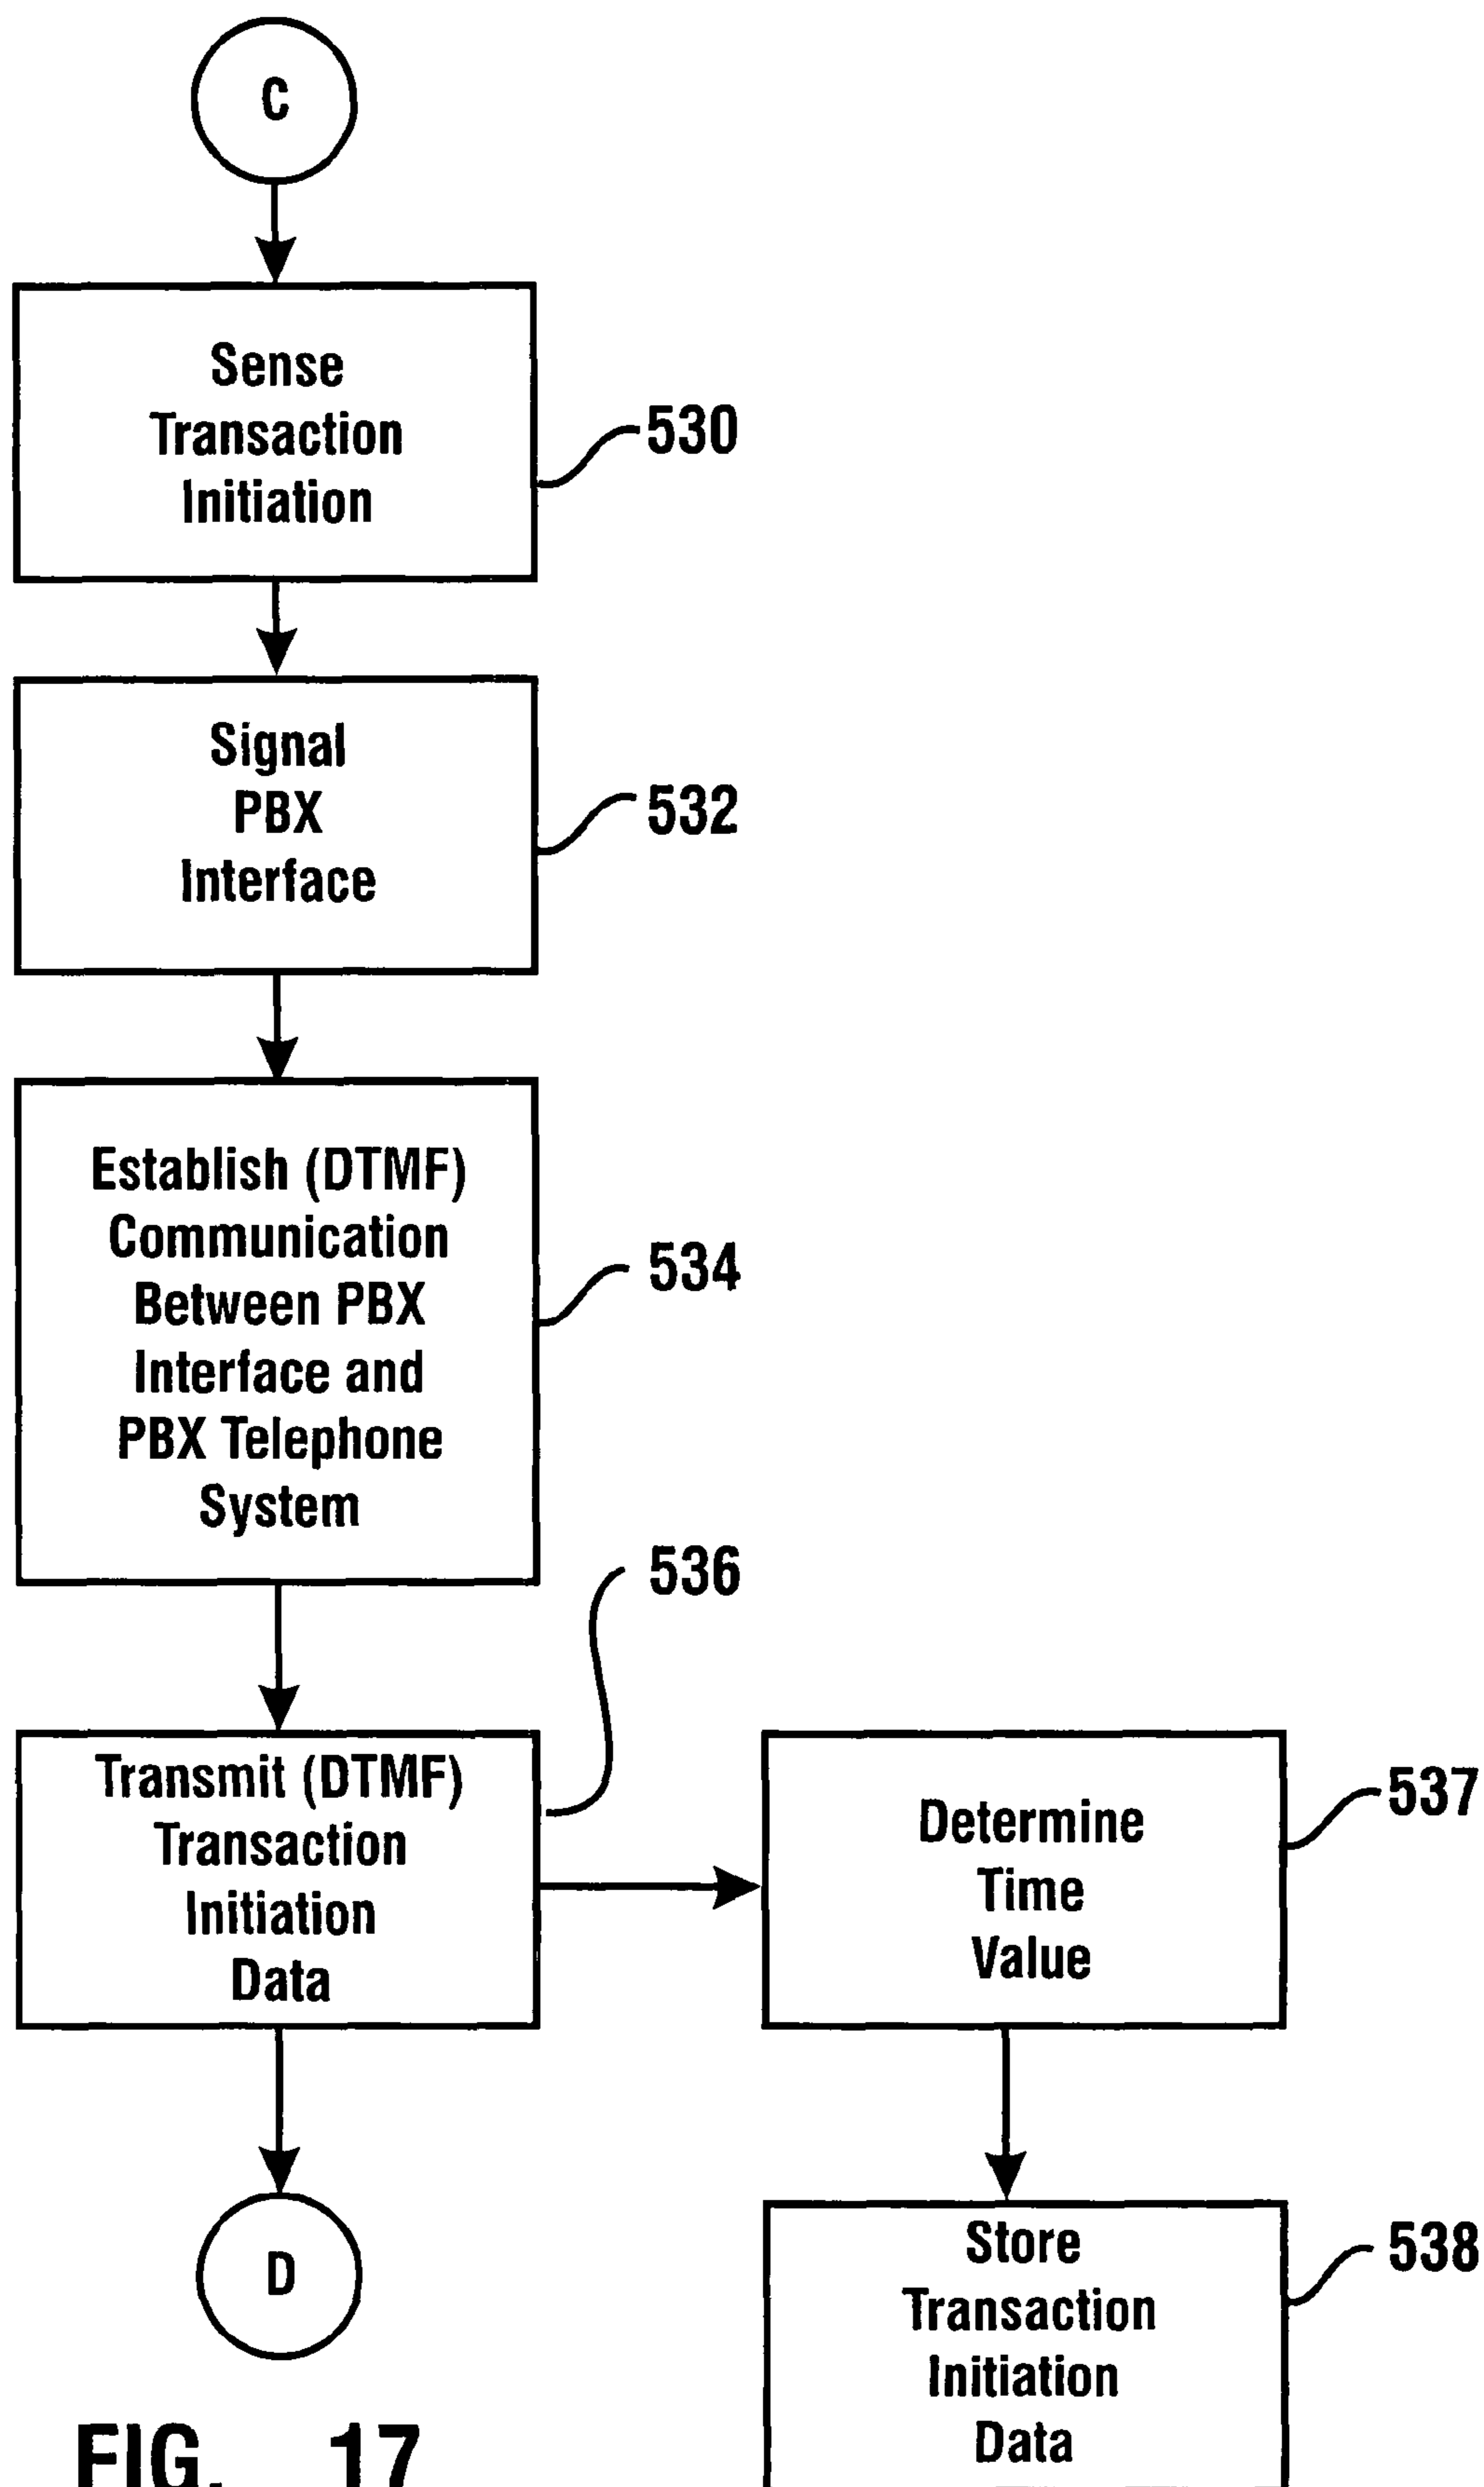 C
Sense
Transaction
Initiation
530
Signal
PBX
Interface
532
Establish (DTMF)
Communication
Between PBX
Interface and
PBX Telephone
System
534
536
Transmit (DTMF)
Transaction
Initiation
Data
Determine
Time
Value
537
D
Store
Transaction
Initiation
Data
538
FIG. 17